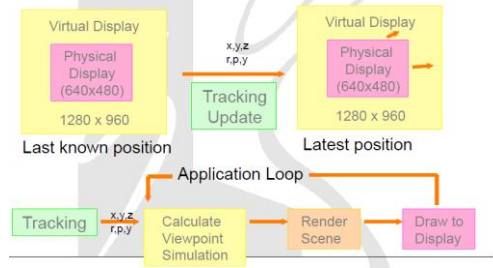 Virtual Display
Physical
Display
(640x480)
1280 x 960
Last known position
x,y,z
r,p,y
Tracking
Update
Virtual Display
Physical
Display
(640x480)
1280 x 960
Latest position
Application Loop
Tracking
x,y,z
r,p,y
Calculate
Viewpoint
Simulation
Render
Scene
Draw to
Display